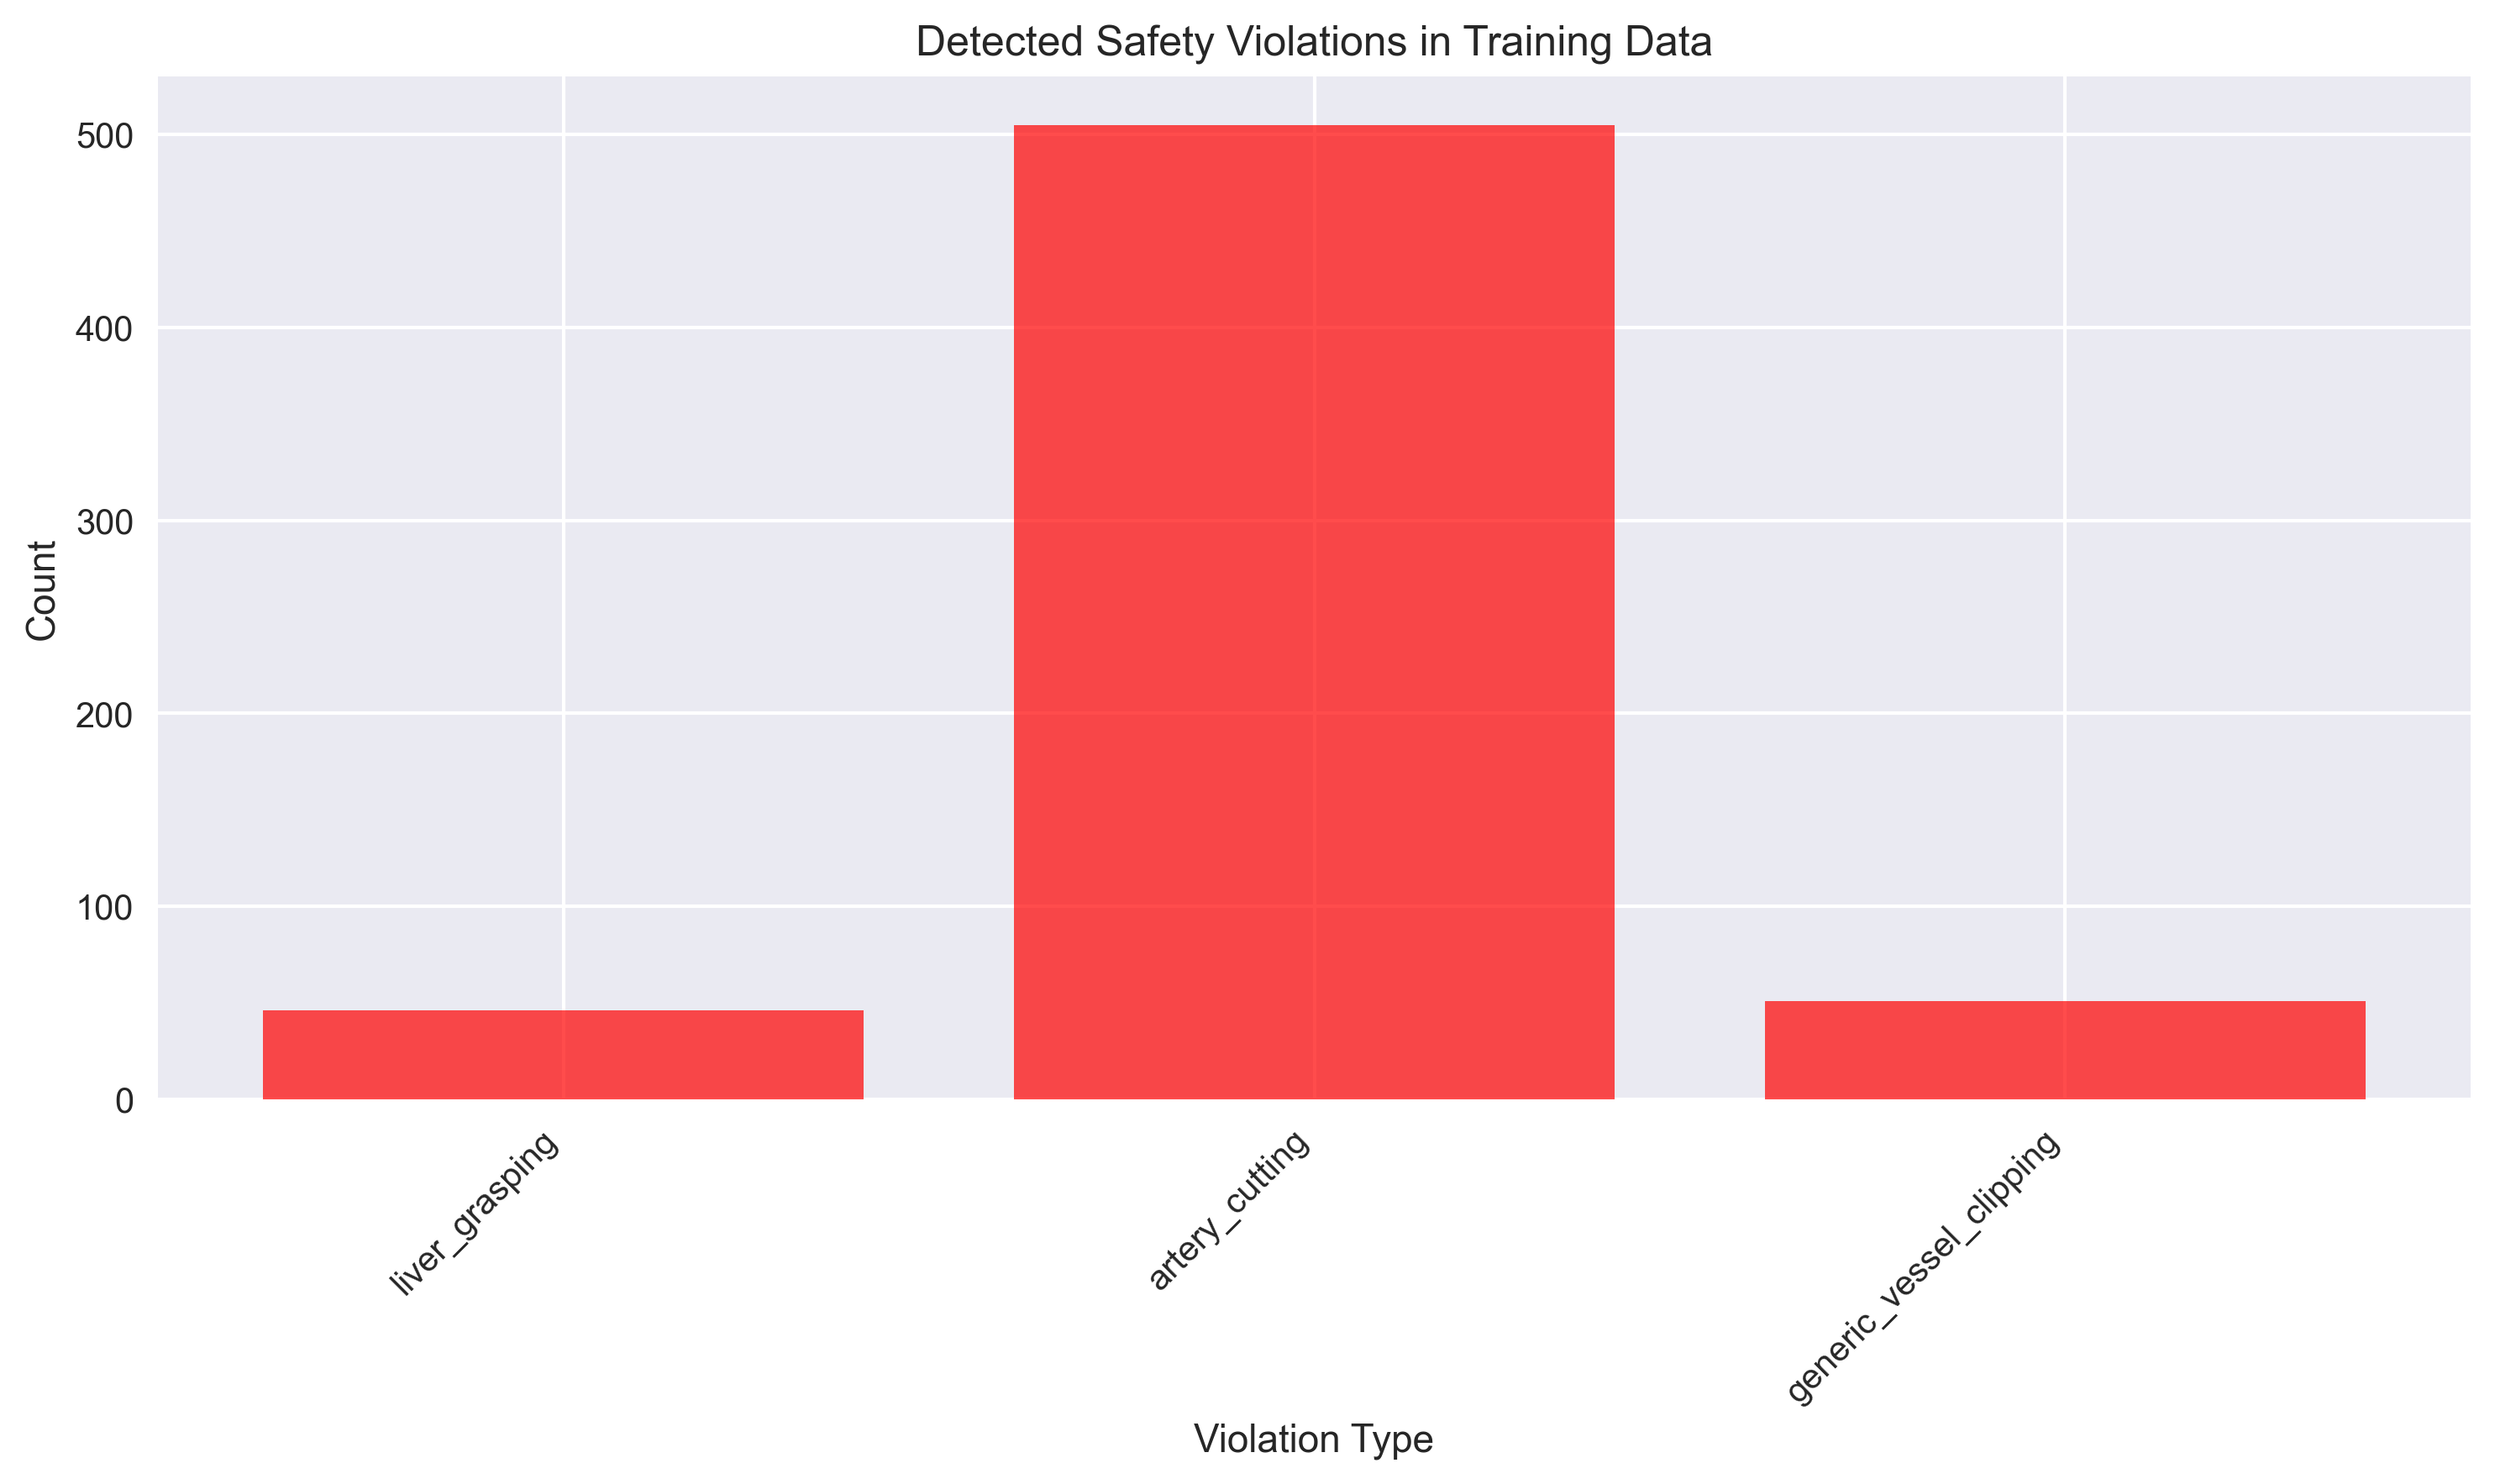 Detected Safety Violations in Training Data
Count
500
400
300
200
100
0
liver_grasping
artery_cutting
generic_vessel_clipping
Violation Type